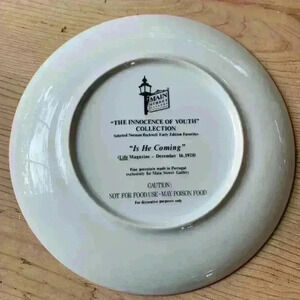 MAIN
STREET
"THE INNOCENCE OF YOUTH"
COLLECTION
Selected Norman Rockwell Early Edition Favorites
"Is He Coming"
(Life Magazine – December 16, 1920)
Fine porcelain made in Portugal
exclusively for Main Street Gallery
CAUTION:
NOT FOR FOOD USE - MAY POISON FOOD
For decorative purposes only